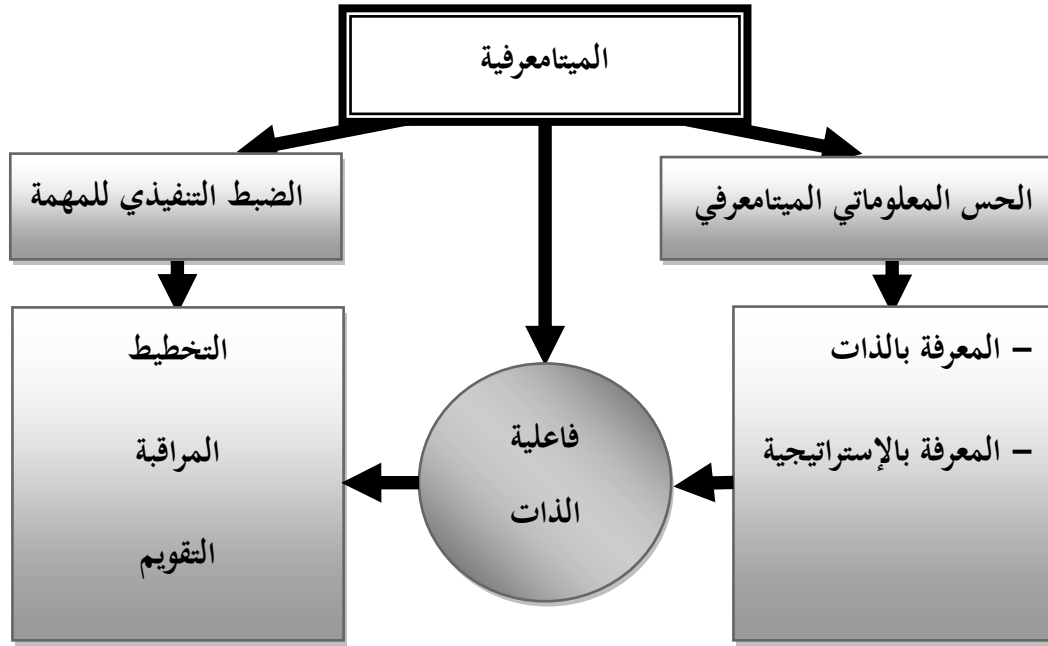 الميتامعرفية
الحس المعلوماتي الميتامعرفي
الضبط التنفيذي للمهمة
– المعرفة بالذات
– المعرفة بالإستراتيجية
فاعلية
الذات
التخطيط
المراقبة
التقويم